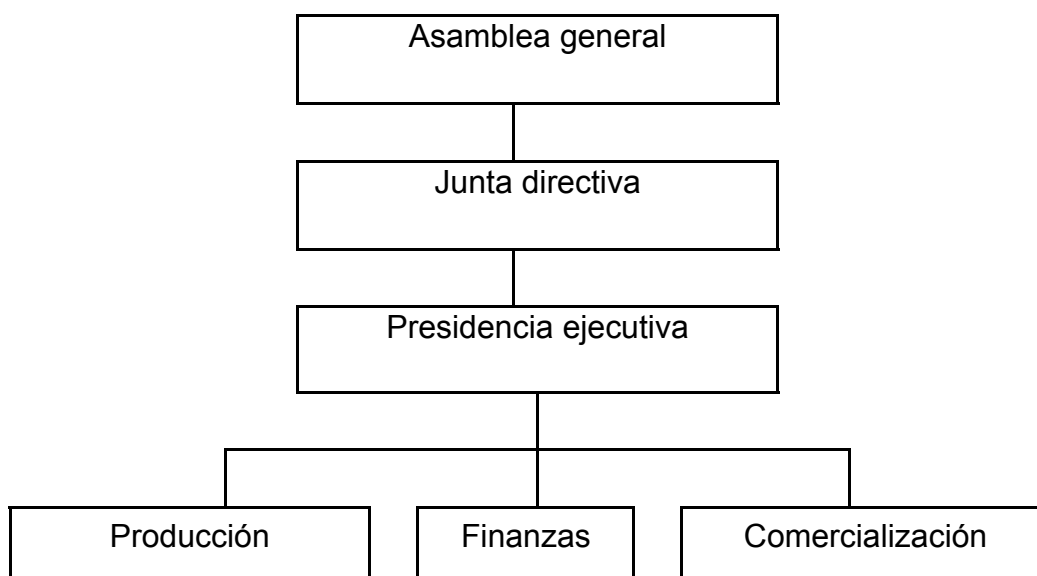 Asamblea general
Junta directiva
Presidencia ejecutiva
Producción
Finanzas
Comercialización